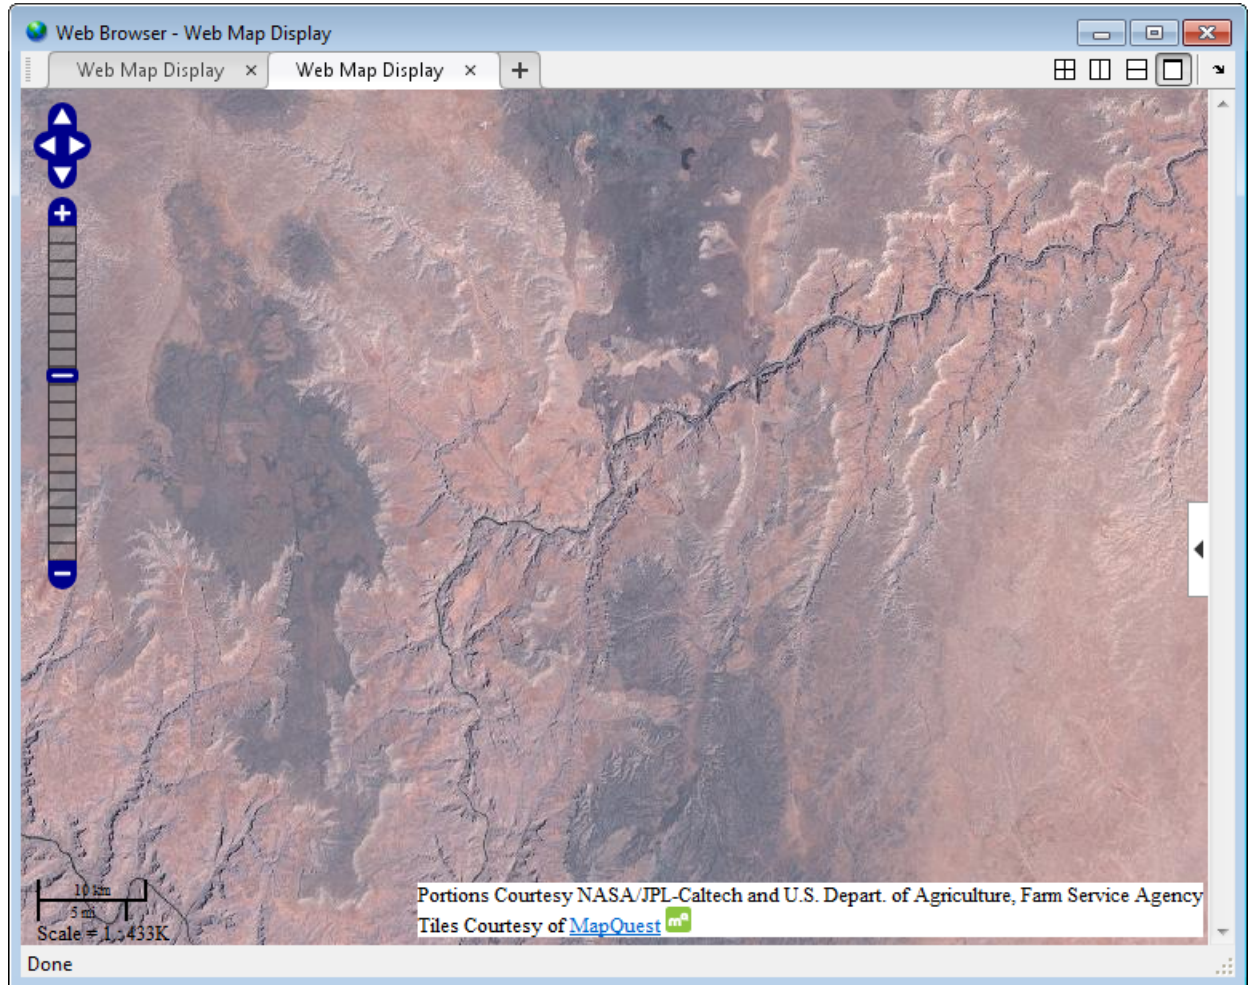 Web Browser - Web Map Display
Web Map Display
Web Map Display
10 km
5 mi
Scale = 1 : 433K
Portions Courtesy NASA/JPL-Caltech and U.S. Depart. of Agriculture, Farm Service Agency
Tiles Courtesy of MapQuest
Done